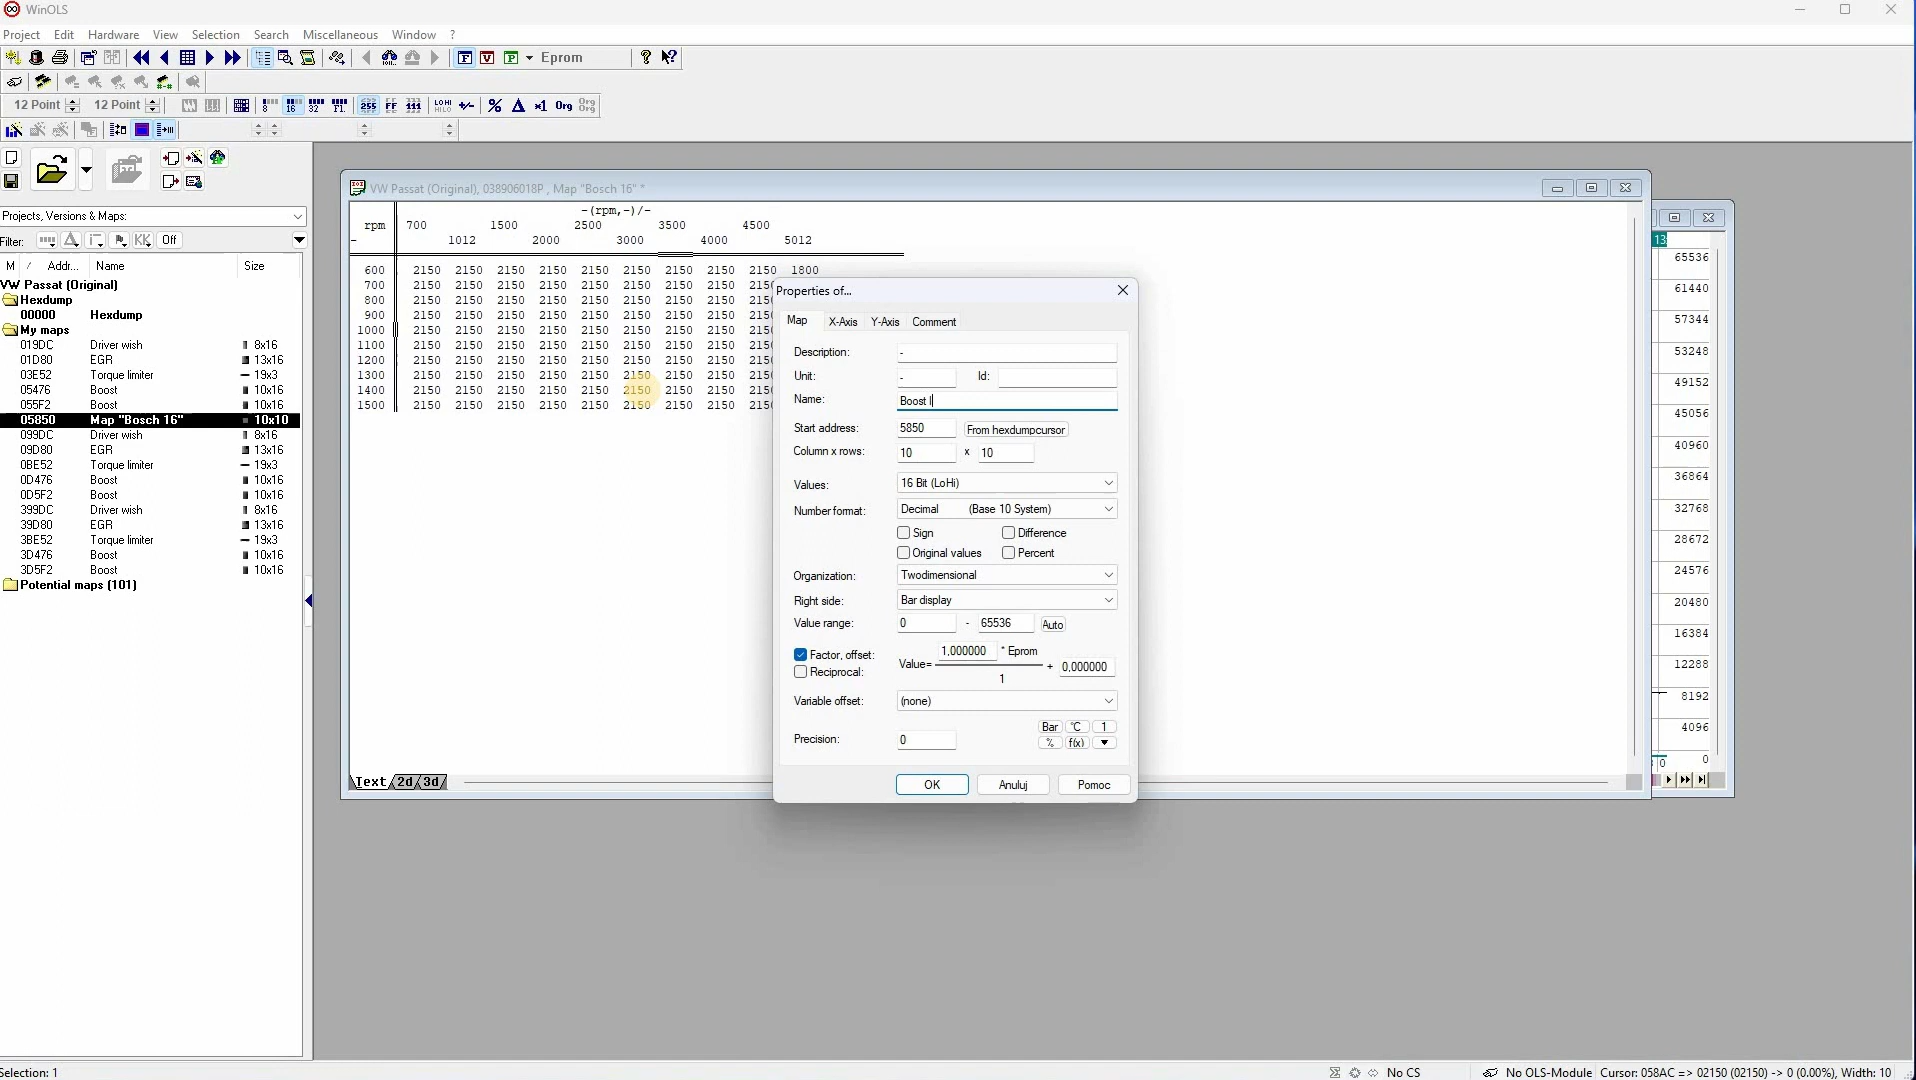 WinOLS
Project Edit Hardware View Selection Search Miscellaneous Window ?
Eprom
12 Point 12 Point
Projects, Versions & Maps:
Filter: Off
M / Addr... Name Size
VW Passat (Original)
Hexdump
00000 Hexdump
My maps
019DC Driver wish 8x16
01D80 EGR 13x16
03E52 Torque limiter 19x3
05476 Boost 10x16
055F2 Boost 10x16
05850 Map "Bosch 16" 10x10
099DC Driver wish 8x16
09D80 EGR 13x16
0BE52 Torque limiter 19x3
0D476 Boost 10x16
0D5F2 Boost 10x16
399DC Driver wish 8x16
39D80 EGR 13x16
3BE52 Torque limiter 19x3
3D476 Boost 10x16
3D5F2 Boost 10x16
Potential maps (101)
VW Passat (Original), 038906018P , Map "Bosch 16" *
-(rpm,-)/-
rpm 700 1500 2500 3500 4500
- 1012 2000 3000 4000 5012
600 2150 2150 2150 2150 2150 2150 2150 2150 2150 1800
700 2150 2150 2150 2150 2150 2150 2150 2150 215
800 2150 2150 2150 2150 2150 2150 2150 2150 215
900 2150 2150 2150 2150 2150 2150 2150 2150 215
1000 2150 2150 2150 2150 2150 2150 2150 2150 215
1100 2150 2150 2150 2150 2150 2150 2150 2150 215
1200 2150 2150 2150 2150 2150 2150 2150 2150 215
1300 2150 2150 2150 2150 2150 2150 2150 2150 215
1400 2150 2150 2150 2150 2150 2150 2150 2150 215
1500 2150 2150 2150 2150 2150 2150 2150 2150 215
Text 2d 3d
Properties of...
Map X-Axis Y-Axis Comment
Description: -
Unit: - Id:
Name: Boost l
Start address: 5850 From hexdumpcursor
Column x rows: 10 x 10
Values: 16 Bit (LoHi)
Number format: Decimal (Base 10 System)
Sign Difference
Original values Percent
Organization: Twodimensional
Right side: Bar display
Value range: 0 - 65536 Auto
Factor, offset: Value= 1,000000 * Eprom + 0,000000
Reciprocal: 1
Variable offset: (none)
Bar °C 1
Precision: 0 % f(x)
OK Anuluj Pomoc
65536
61440
57344
53248
49152
45056
40960
36864
32768
28672
24576
20480
16384
12288
8192
4096
0
Selection: 1
No CS No OLS-Module Cursor: 058AC => 02150 (02150) -> 0 (0.00%), Width: 10